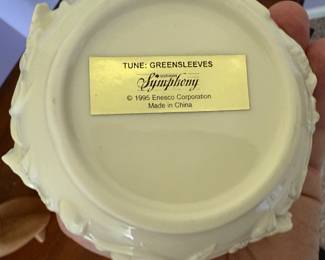 TUNE: GREENSLEEVES
Symphony
© 1995 Enesco Corporation
Made in China